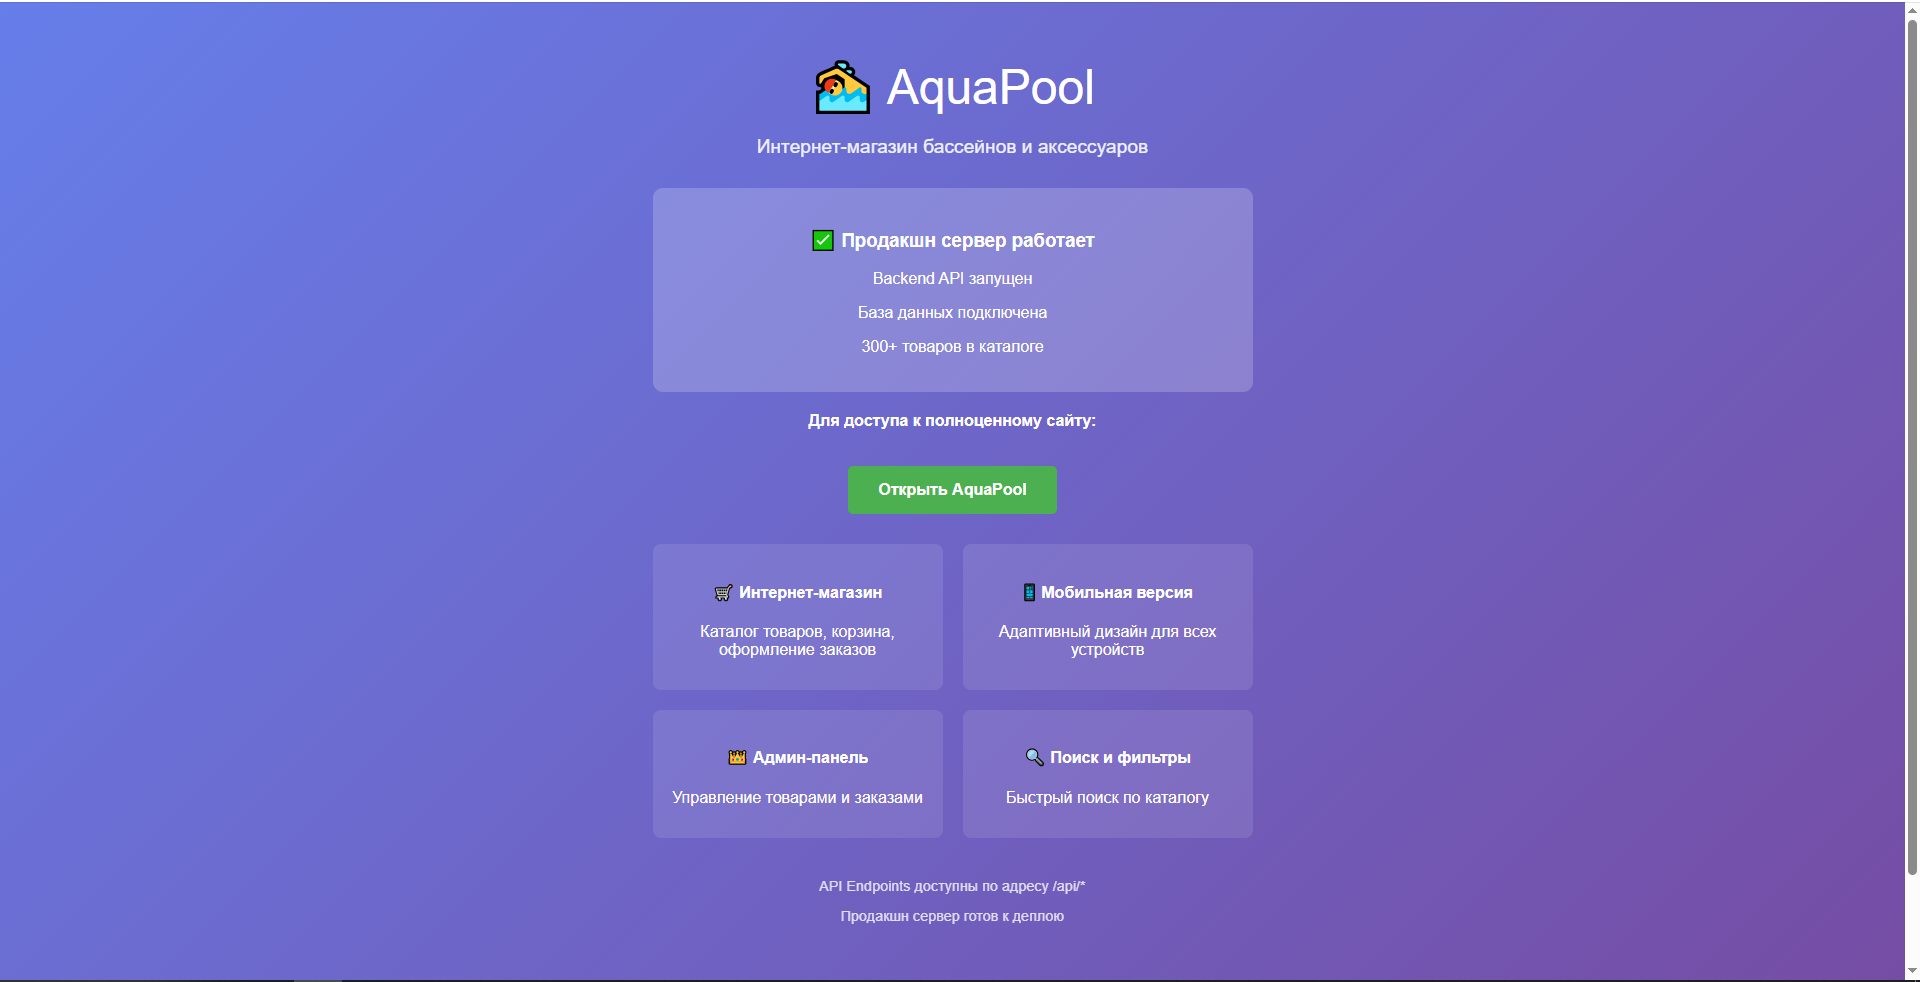 AquaPool
Интернет-магазин бассейнов и аксессуаров
Продакшн сервер работает
Backend API запущен
База данных подключена
300+ товаров в каталоге
Для доступа к полноценному сайту:
Открыть AquaPool
Интернет-магазин
Каталог товаров, корзина,
оформление заказов
Мобильная версия
Адаптивный дизайн для всех
устройств
Админ-панель
Управление товарами и заказами
Поиск и фильтры
Быстрый поиск по каталогу
API Endpoints доступны по адресу /api/*
Продакшн сервер готов к деплою